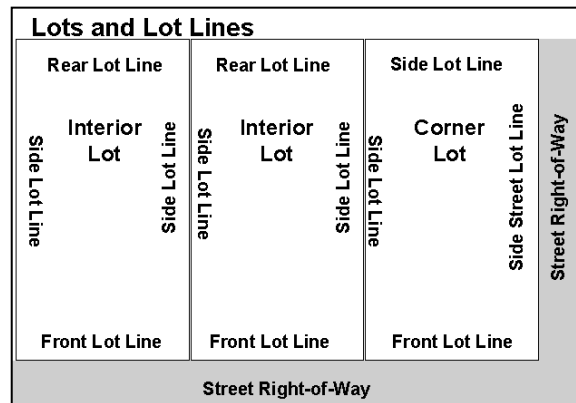 Lots and Lot Lines
Rear Lot Line
Rear Lot Line
Side Lot Line
Interior
Lot
Interior
Lot
Corner
Lot
Side Lot Line
Side Lot Line
Side Lot Line
Side Lot Line
Side Lot Line
Side Street Lot Line
Street Right-of-Way
Front Lot Line
Front Lot Line
Front Lot Line
Street Right-of-Way